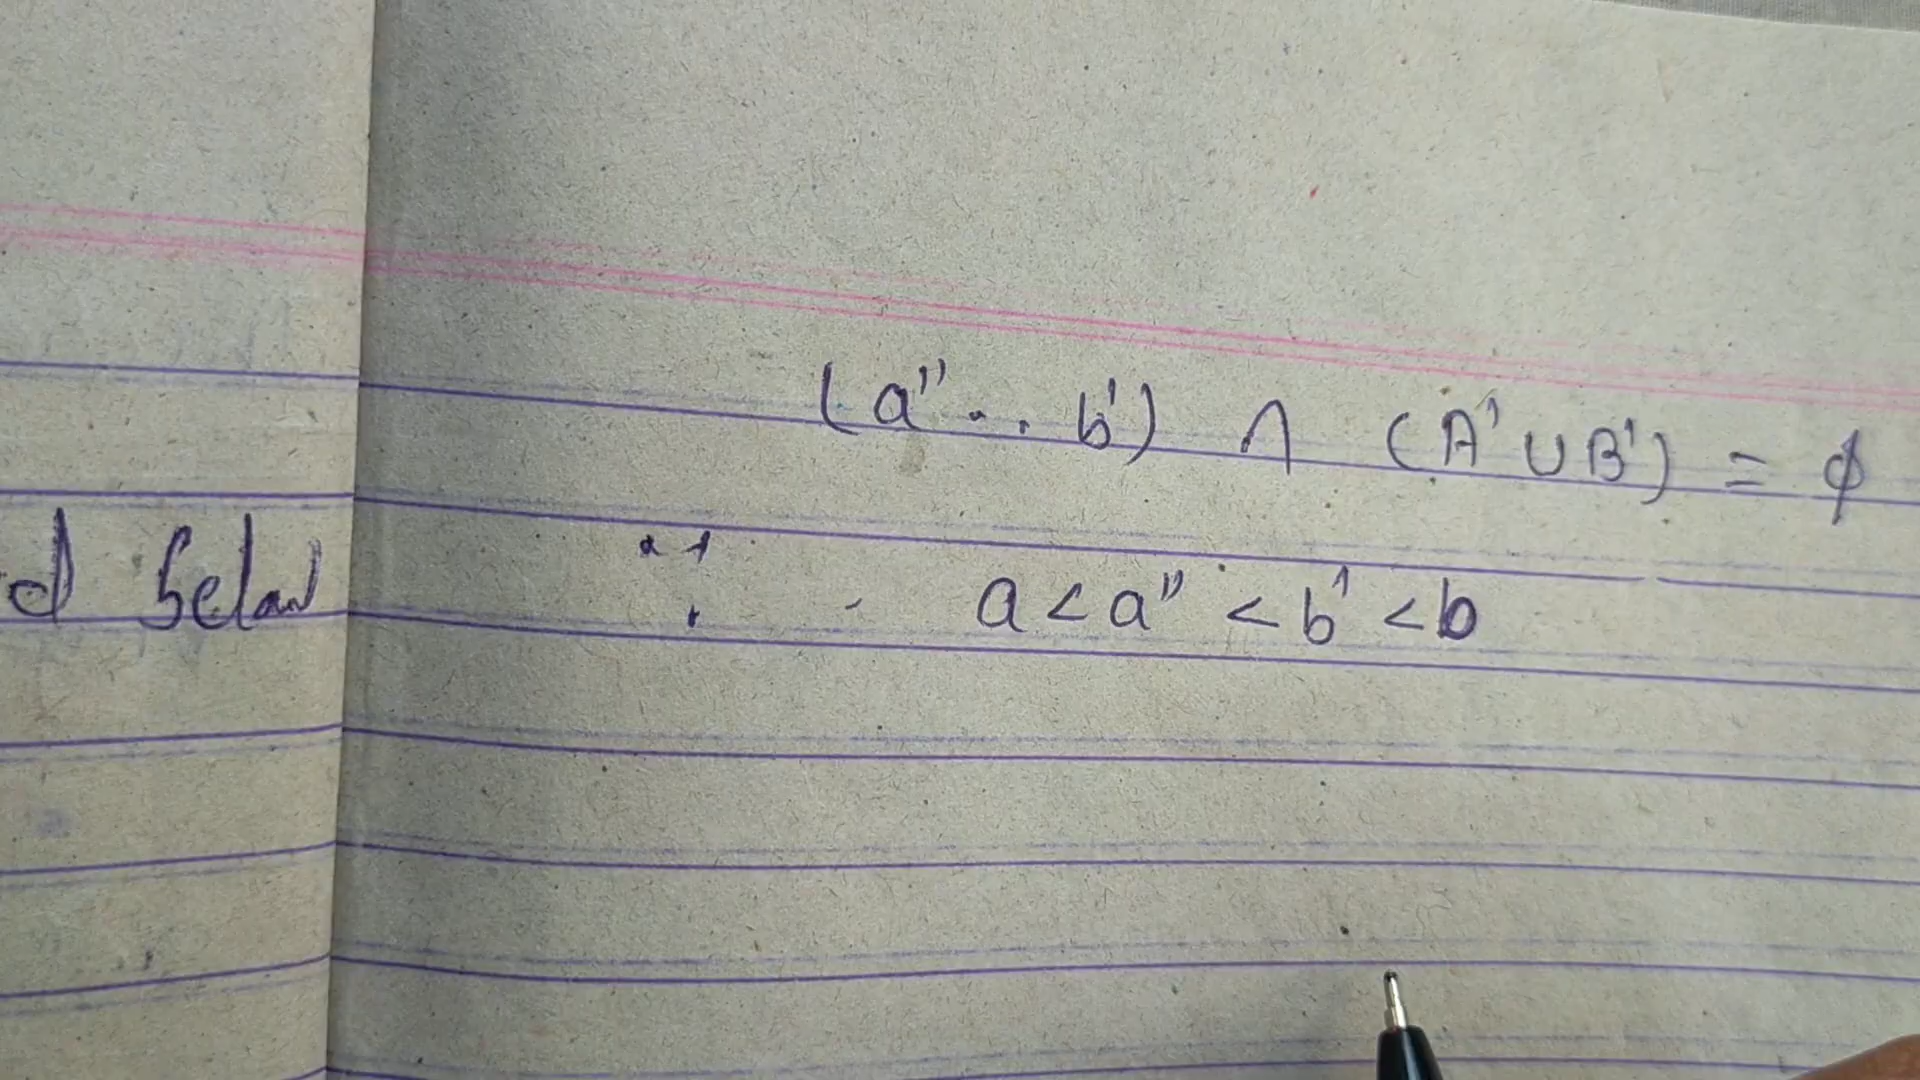 (a'' .. b') ∩ (A' ∪ B') = φ
d below
∵ a < a'' < b' < b